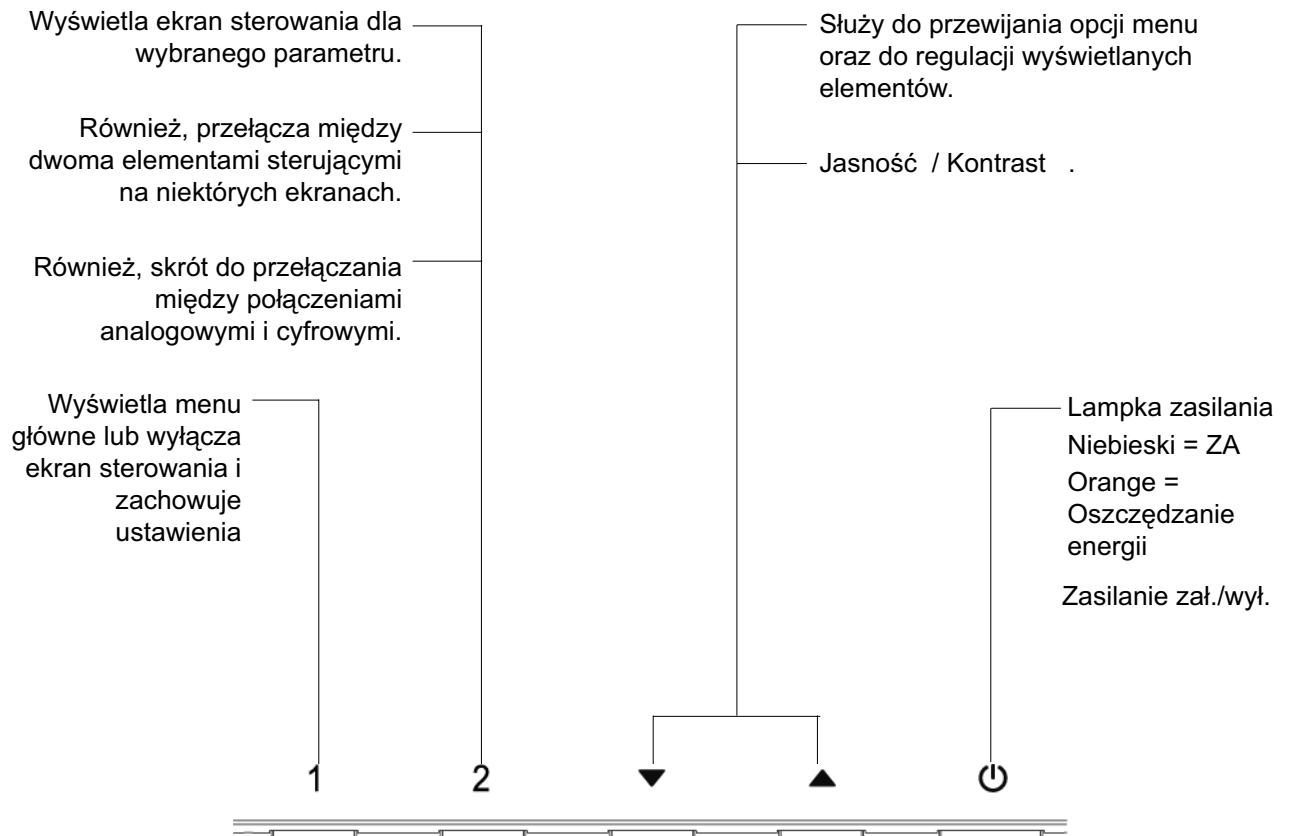 Wyświetla ekran sterowania dla
wybranego parametru.
Również, przełącza między
dwoma elementami sterującymi
na niektórych ekranach.
Również, skrót do przełączania
między połączeniami
analogowymi i cyfrowymi.
Wyświetla menu
główne lub wyłącza
ekran sterowania i
zachowuje
ustawienia
Służy do przewijania opcji menu
oraz do regulacji wyświetlanych
elementów.
Jasność / Kontrast .
Lampka zasilania
Niebieski = ZA
Orange =
Oszczędzanie
energii
Zasilanie zał./wył.
1 2 ▼ ▲ ⏻